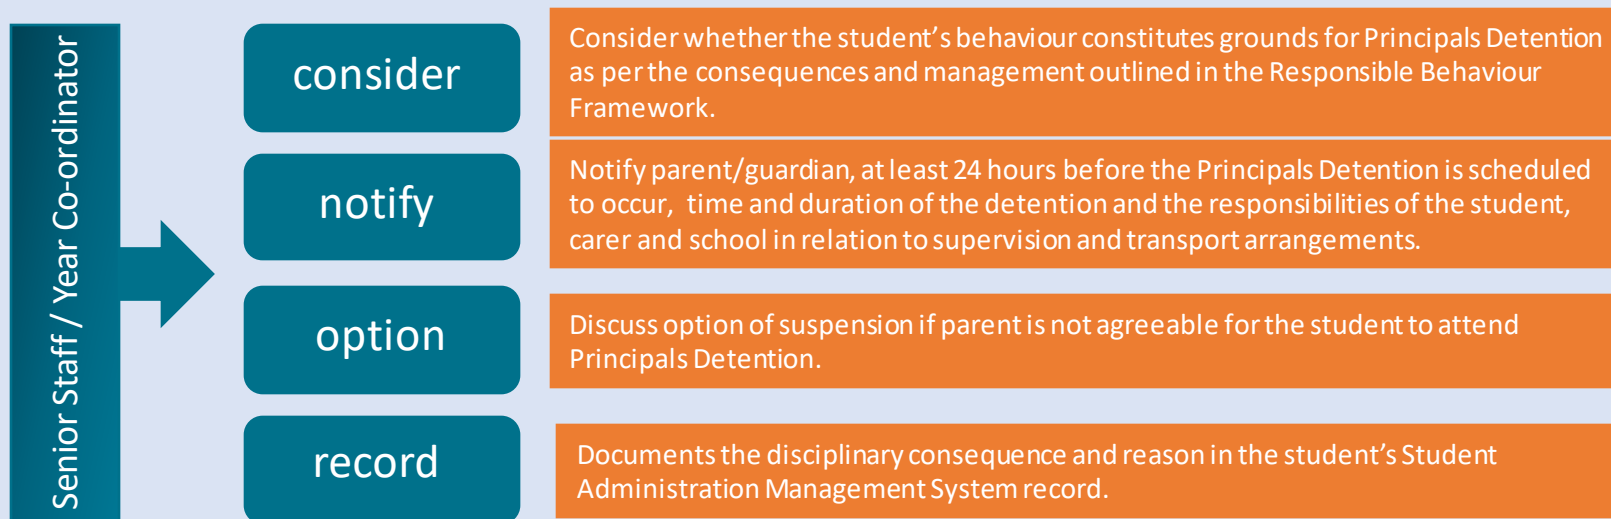 Senior Staff / Year Co-ordinator
consider
Consider whether the student’s behaviour constitutes grounds for Principals Detention
as per the consequences and management outlined in the Responsible Behaviour
Framework.
notify
Notify parent/guardian, at least 24 hours before the Principals Detention is scheduled
to occur, time and duration of the detention and the responsibilities of the student,
carer and school in relation to supervision and transport arrangements.
option
Discuss option of suspension if parent is not agreeable for the student to attend
Principals Detention.
record
Documents the disciplinary consequence and reason in the student’s Student
Administration Management System record.